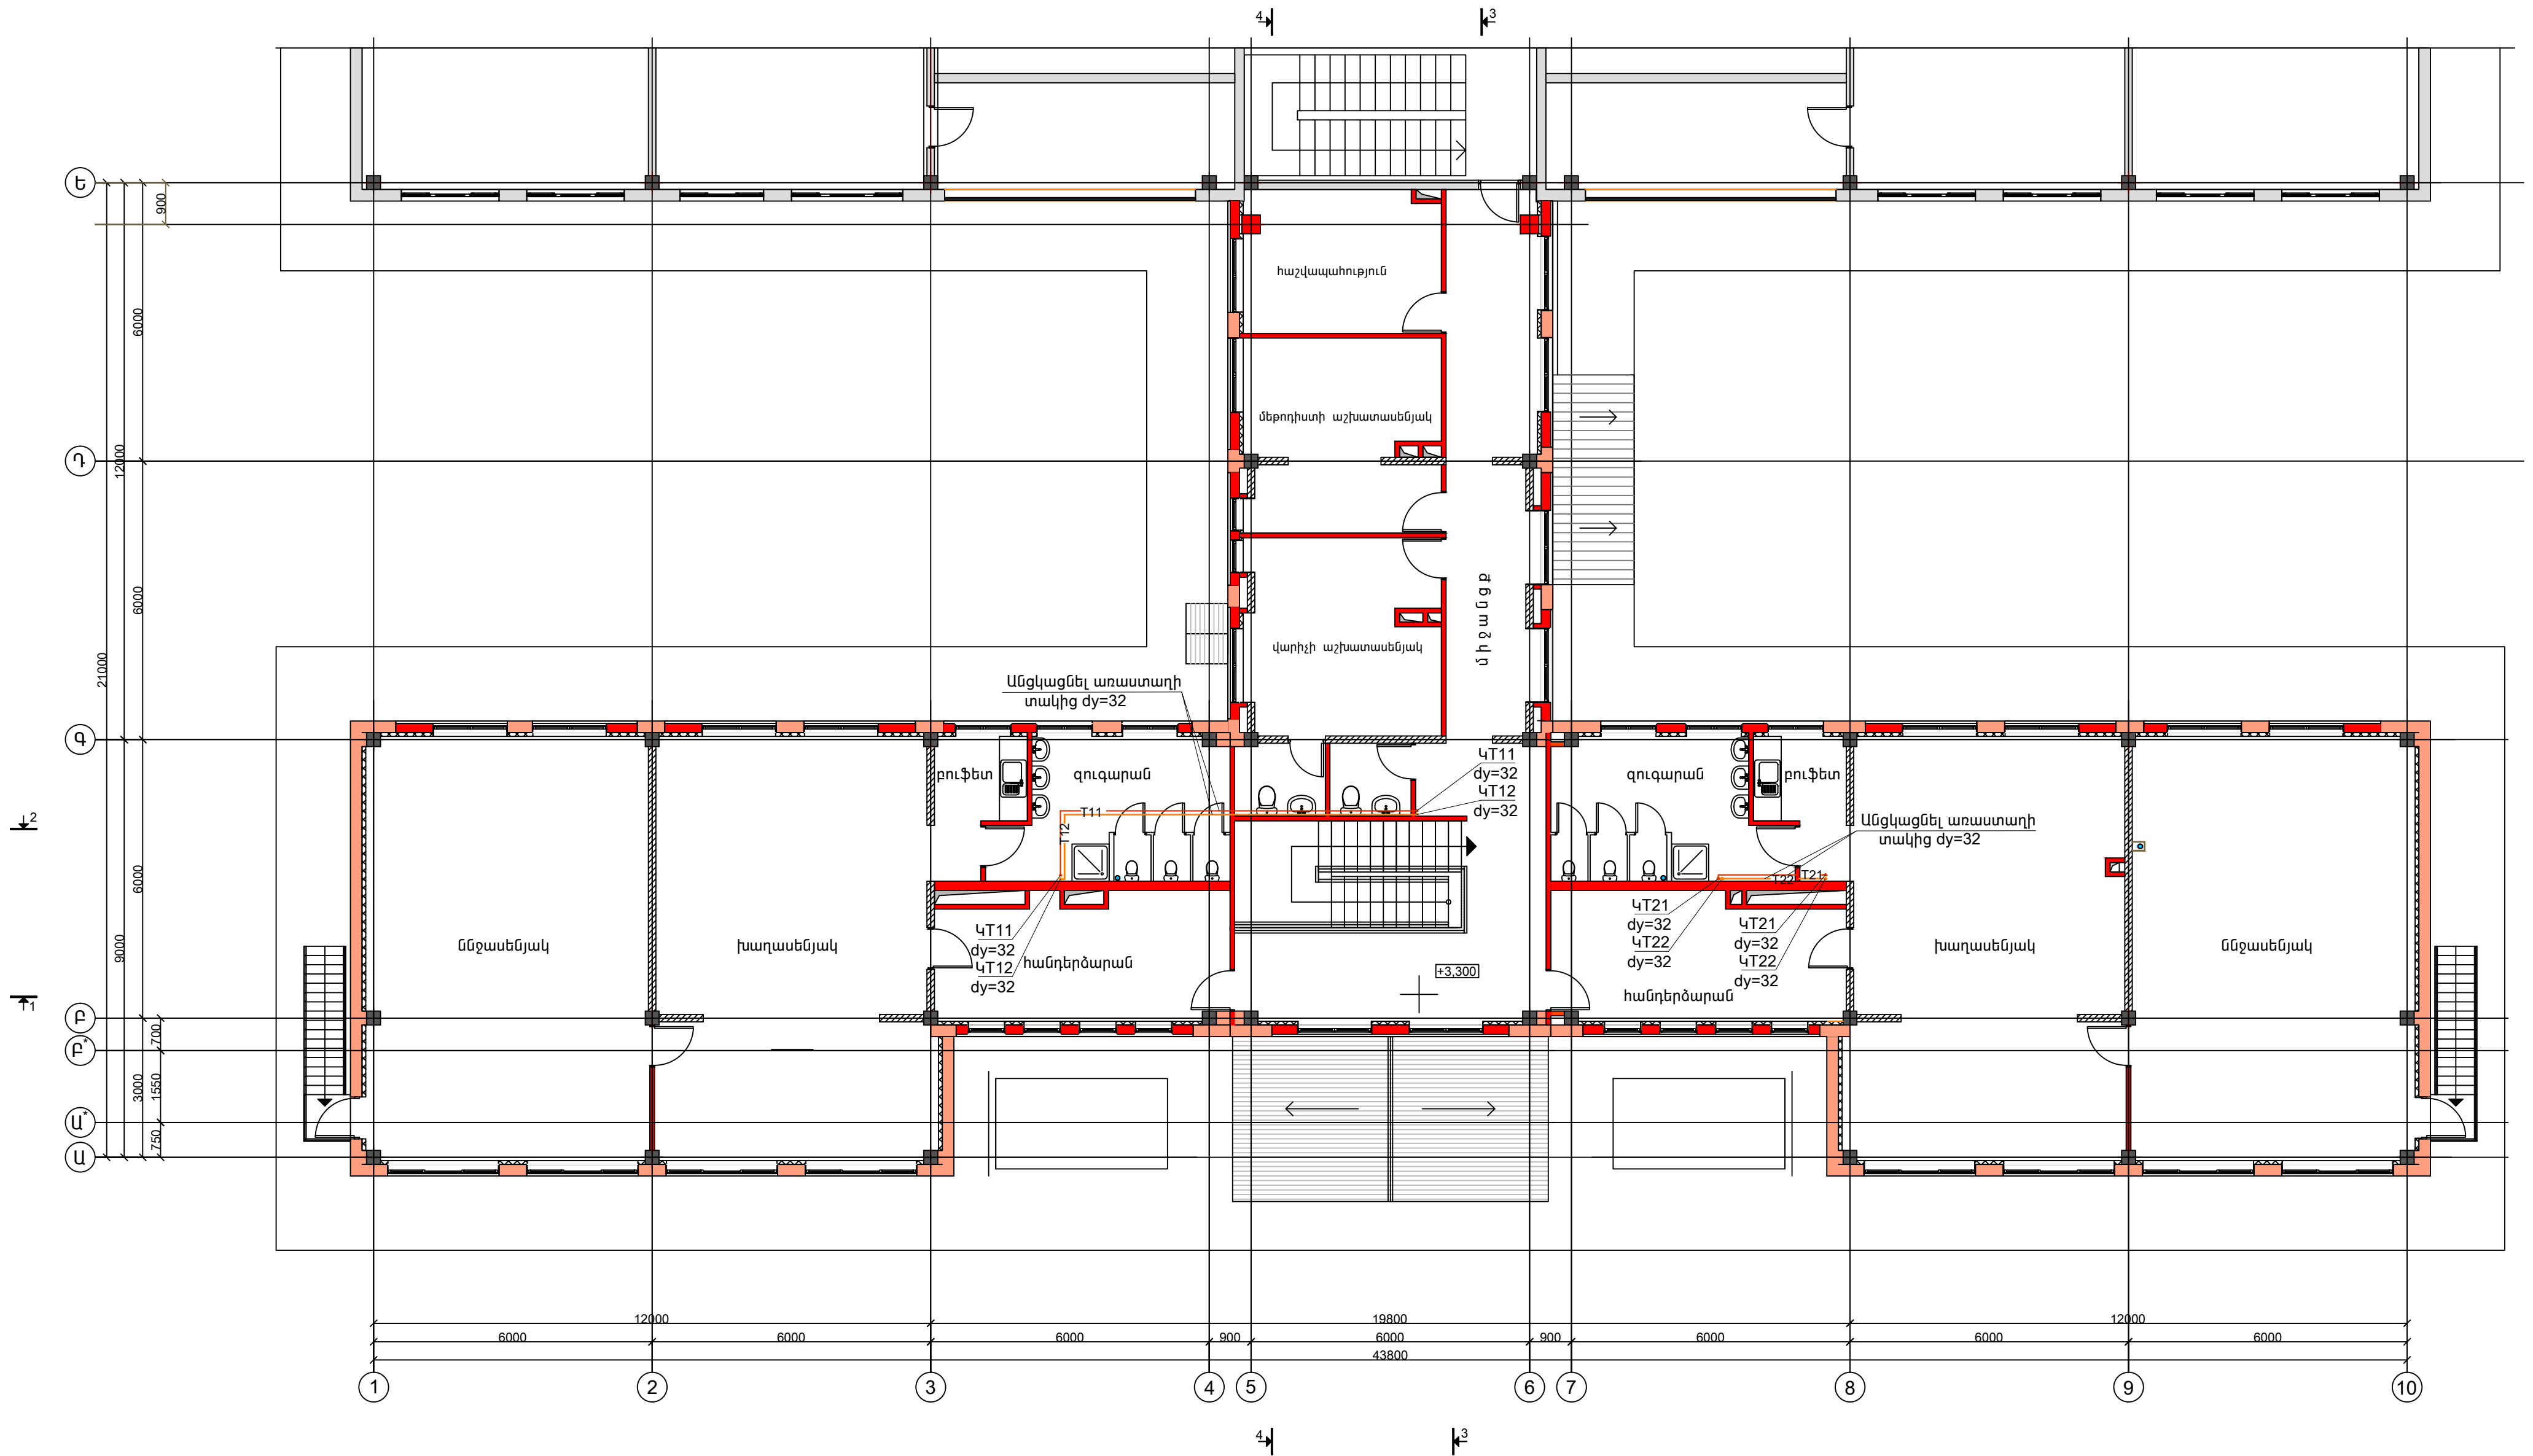 4
3
Ե
900
6000
հաշվապահություն
մեթոդիստի աշխատասենյակ
Դ
12000
6000
միջանցք
21000
վարիչի աշխատասենյակ
Անցկացնել առաստաղի
տակից dy=32
Գ
ԿT11
dy=32
ԿT12
dy=32
բուֆետ
զուգարան
զուգարան
բուֆետ
T11
T12
2
Անցկացնել առաստաղի
տակից dy=32
6000
T22
T21
ԿT21
dy=32
ԿT22
dy=32
ԿT21
dy=32
ԿT22
dy=32
ԿT11
dy=32
ԿT12
dy=32
9000
ննջասենյակ
խաղասենյակ
հանդերձարան
+3,300
հանդերձարան
խաղասենյակ
ննջասենյակ
1
Բ
700
Բ*
3000
1550
Ա*
750
Ա
12000
19800
12000
6000
6000
6000
900
6000
900
6000
6000
6000
43800
1
2
3
4
5
6
7
8
9
10
4
3